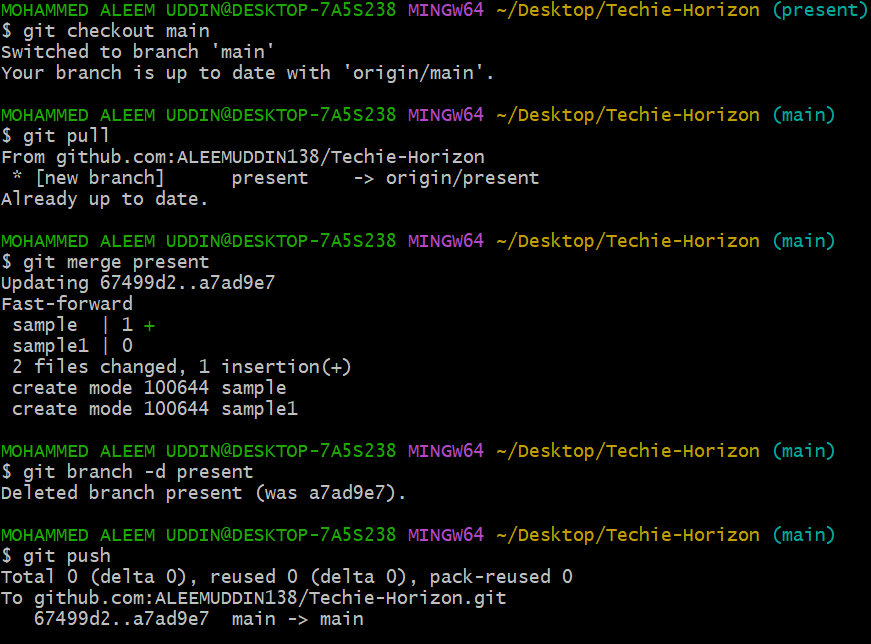 MOHAMMED ALEEM UDDIN@DESKTOP-7A5S238 MINGW64 ~/Desktop/Techie-Horizon (present)
$ git checkout main
Switched to branch 'main'
Your branch is up to date with 'origin/main'.
MOHAMMED ALEEM UDDIN@DESKTOP-7A5S238 MINGW64 ~/Desktop/Techie-Horizon (main)
$ git pull
From github.com:ALEEMUDDIN138/Techie-Horizon
 * [new branch]      present    -> origin/present
Already up to date.
MOHAMMED ALEEM UDDIN@DESKTOP-7A5S238 MINGW64 ~/Desktop/Techie-Horizon (main)
$ git merge present
Updating 67499d2..a7ad9e7
Fast-forward
 sample  | 1 +
 sample1 | 0
 2 files changed, 1 insertion(+)
 create mode 100644 sample
 create mode 100644 sample1
MOHAMMED ALEEM UDDIN@DESKTOP-7A5S238 MINGW64 ~/Desktop/Techie-Horizon (main)
$ git branch -d present
Deleted branch present (was a7ad9e7).
MOHAMMED ALEEM UDDIN@DESKTOP-7A5S238 MINGW64 ~/Desktop/Techie-Horizon (main)
$ git push
Total 0 (delta 0), reused 0 (delta 0), pack-reused 0
To github.com:ALEEMUDDIN138/Techie-Horizon.git
   67499d2..a7ad9e7  main -> main